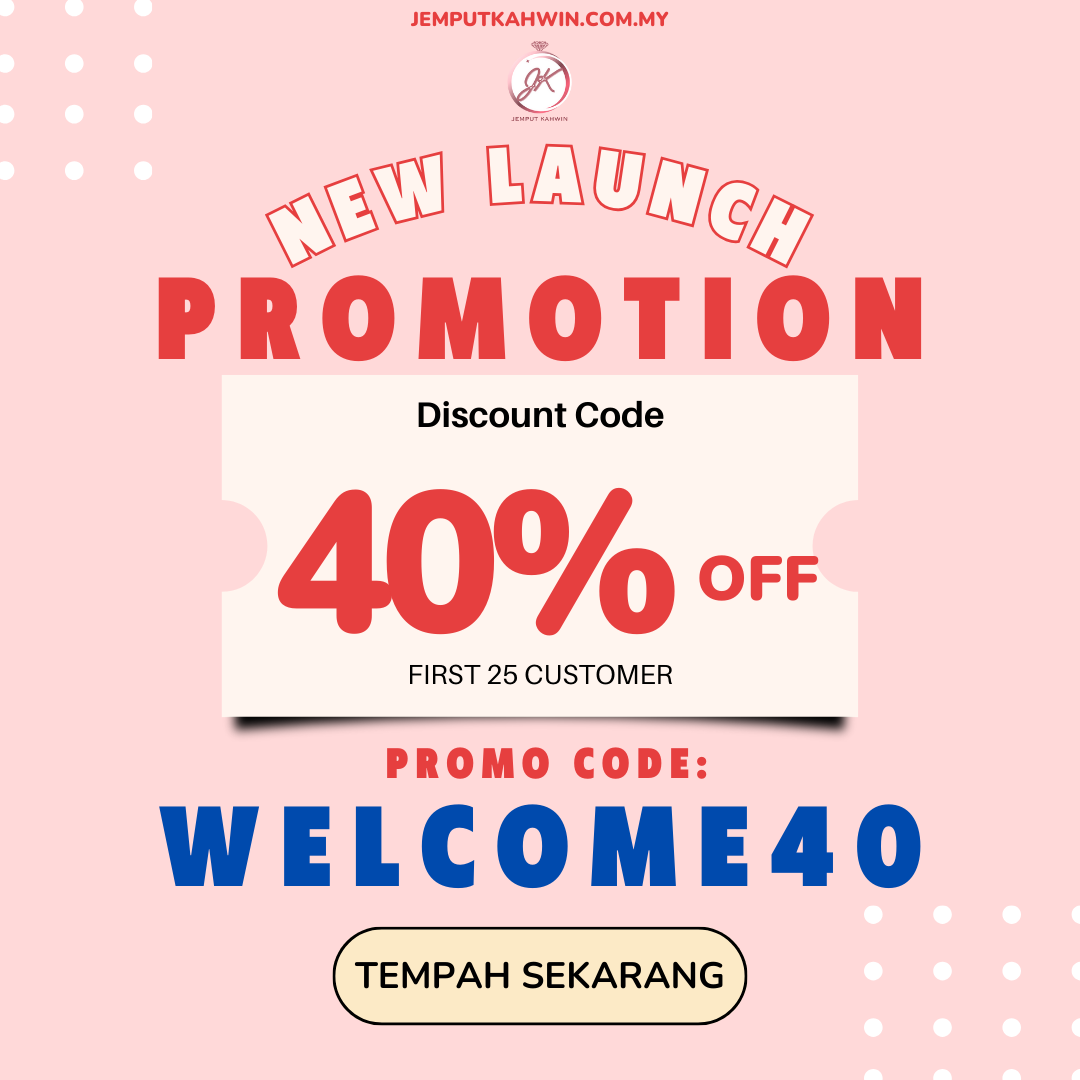 JEMPUTKAHWIN.COM.MY
JK
JEMPUT KAHWIN
NEW LAUNCH
PROMOTION
Discount Code
40% OFF
FIRST 25 CUSTOMER
PROMO CODE:
WELCOME40
TEMPAH SEKARANG